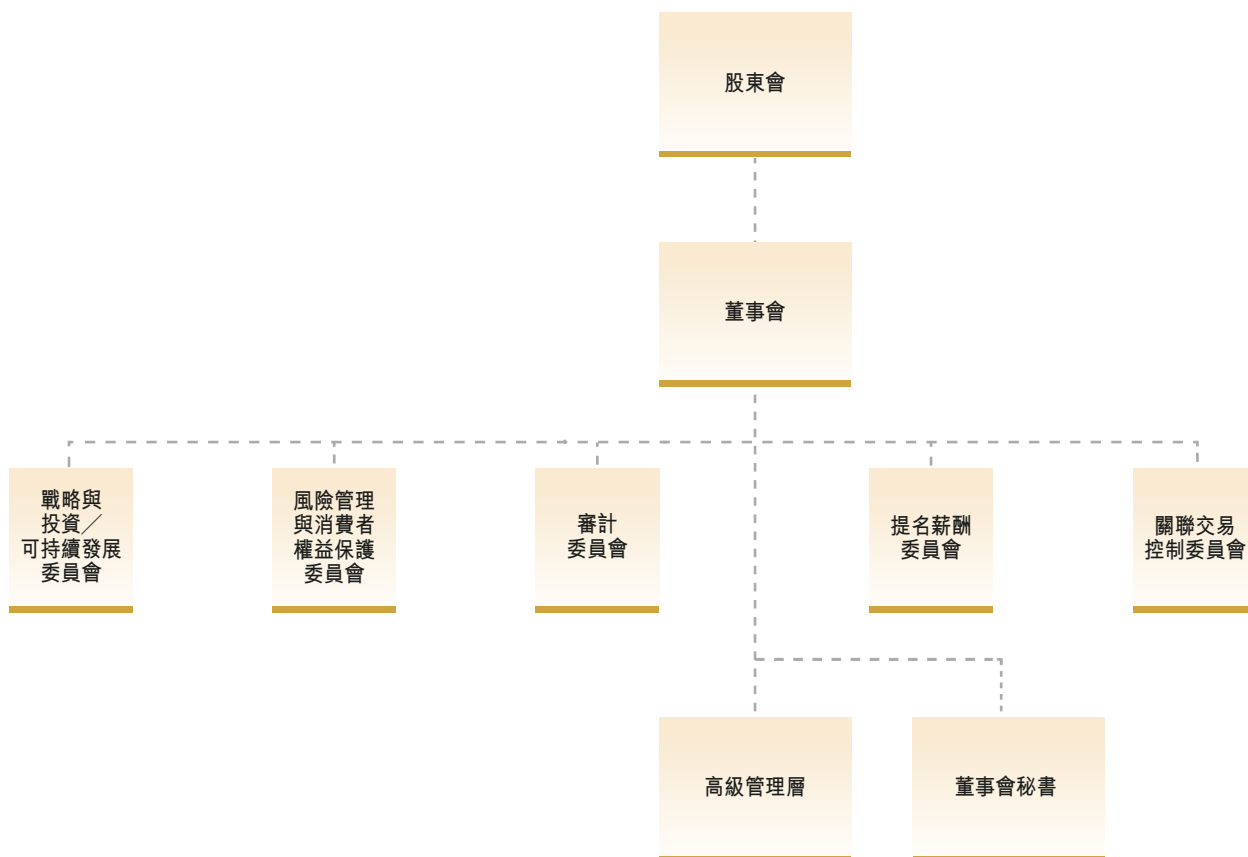 股東會
董事會
戰略與
投資／
可持續發展
委員會
風險管理
與消費者
權益保護
委員會
審計
委員會
提名薪酬
委員會
關聯交易
控制委員會
高級管理層
董事會秘書